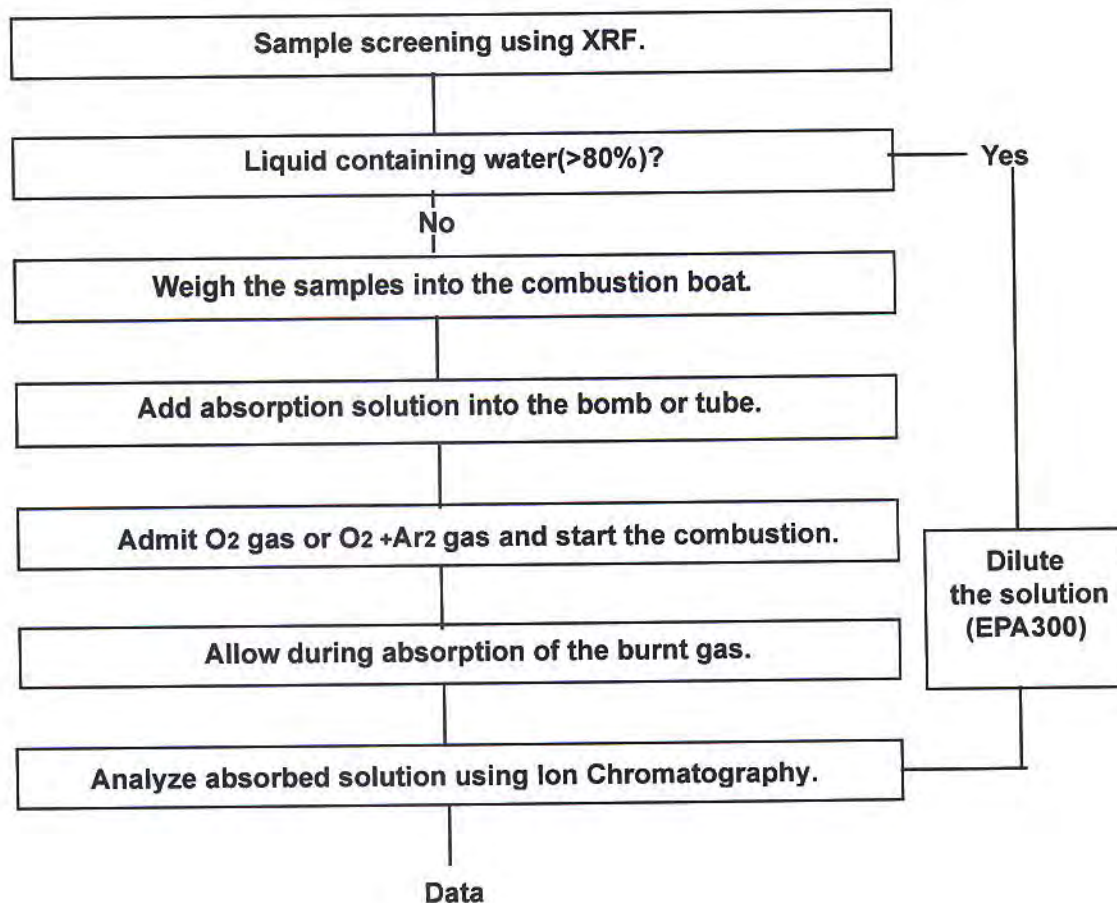 Sample screening using XRF.
Liquid containing water(>80%)?
Yes
No
Weigh the samples into the combustion boat.
Add absorption solution into the bomb or tube.
Admit O2 gas or O2 +Ar2 gas and start the combustion.
Dilute
the solution
(EPA300)
Allow during absorption of the burnt gas.
Analyze absorbed solution using Ion Chromatography.
Data